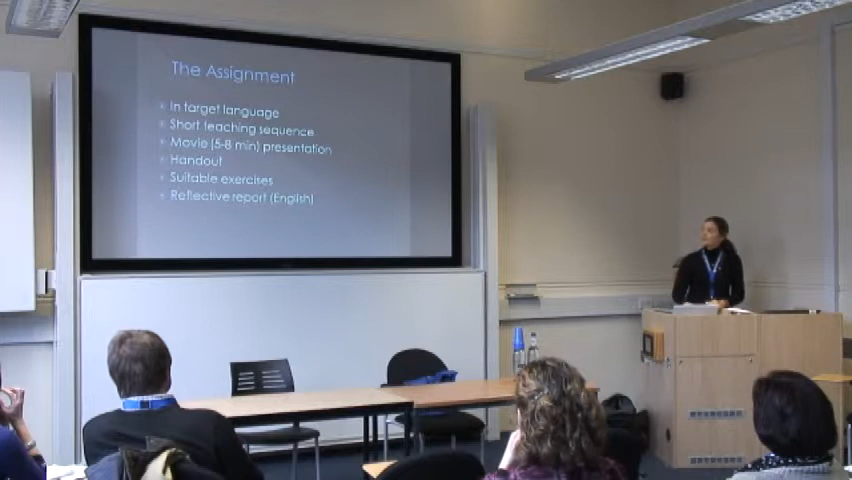 The Assignment
In target language
Short teaching sequence
Movie (5-8 min) presentation
Handout
Suitable exercises
Reflective report (English)